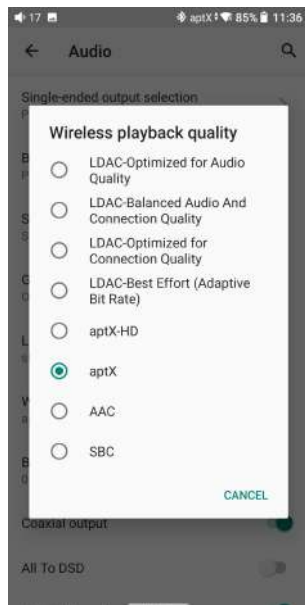 17 aptX 85% 11:36
Audio
Single-ended output selection
Wireless playback quality
LDAC-Optimized for Audio
Quality
LDAC-Balanced Audio And
Connection Quality
LDAC-Optimized for
Connection Quality
LDAC-Best Effort (Adaptive
Bit Rate)
aptX-HD
aptX
AAC
SBC
CANCEL
Coaxial output
All To DSD